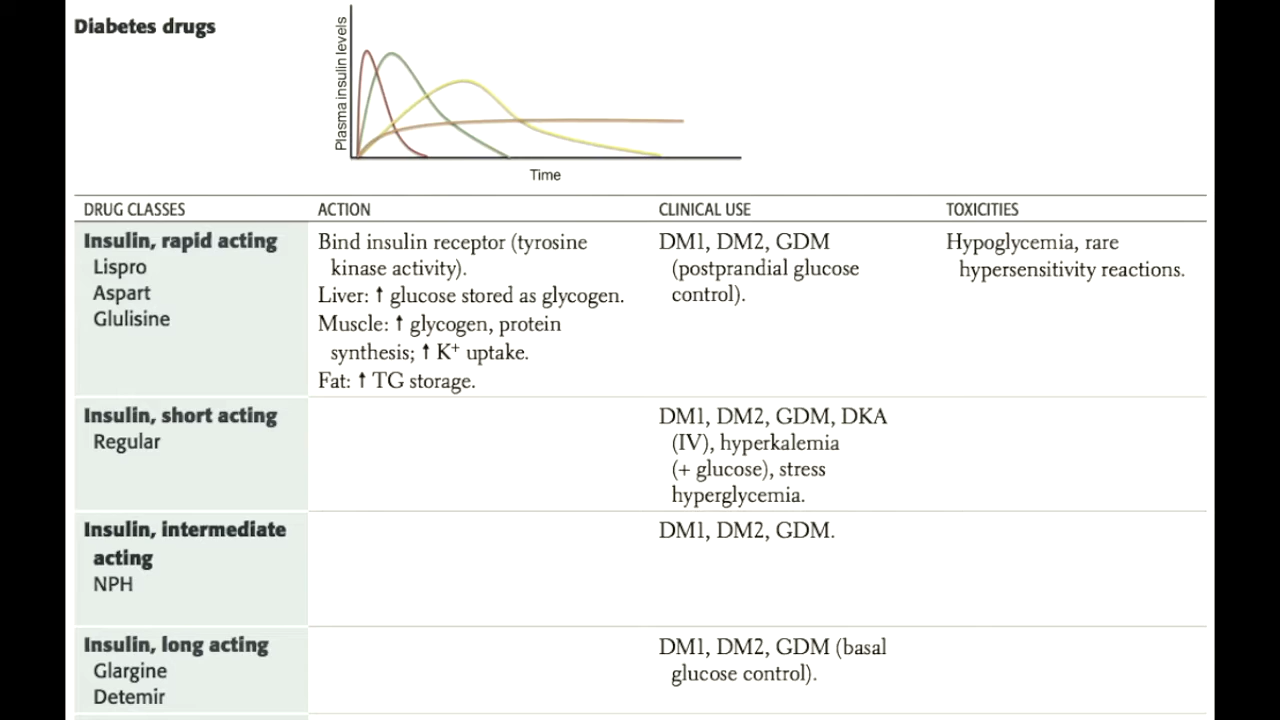 Diabetes drugs
Plasma insulin levels
Time
DRUG CLASSES ACTION CLINICAL USE TOXICITIES
Insulin, rapid acting
Lispro
Aspart
Glulisine
Bind insulin receptor (tyrosine
kinase activity).
Liver: ↑ glucose stored as glycogen.
Muscle: ↑ glycogen, protein
synthesis; ↑ K⁺ uptake.
Fat: ↑ TG storage.
DM1, DM2, GDM
(postprandial glucose
control).
Hypoglycemia, rare
hypersensitivity reactions.
Insulin, short acting
Regular
DM1, DM2, GDM, DKA
(IV), hyperkalemia
(+ glucose), stress
hyperglycemia.
Insulin, intermediate
acting
NPH
DM1, DM2, GDM.
Insulin, long acting
Glargine
Detemir
DM1, DM2, GDM (basal
glucose control).